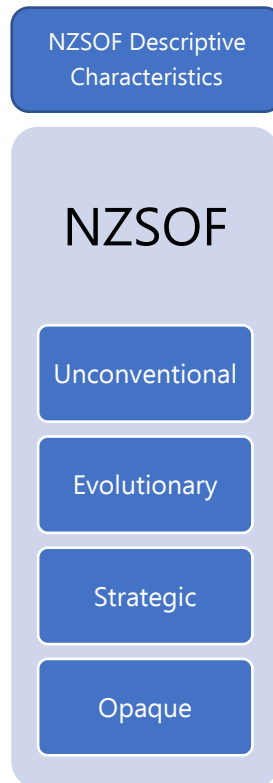 NZSOF Descriptive
Characteristics
NZSOF
Unconventional
Evolutionary
Strategic
Opaque